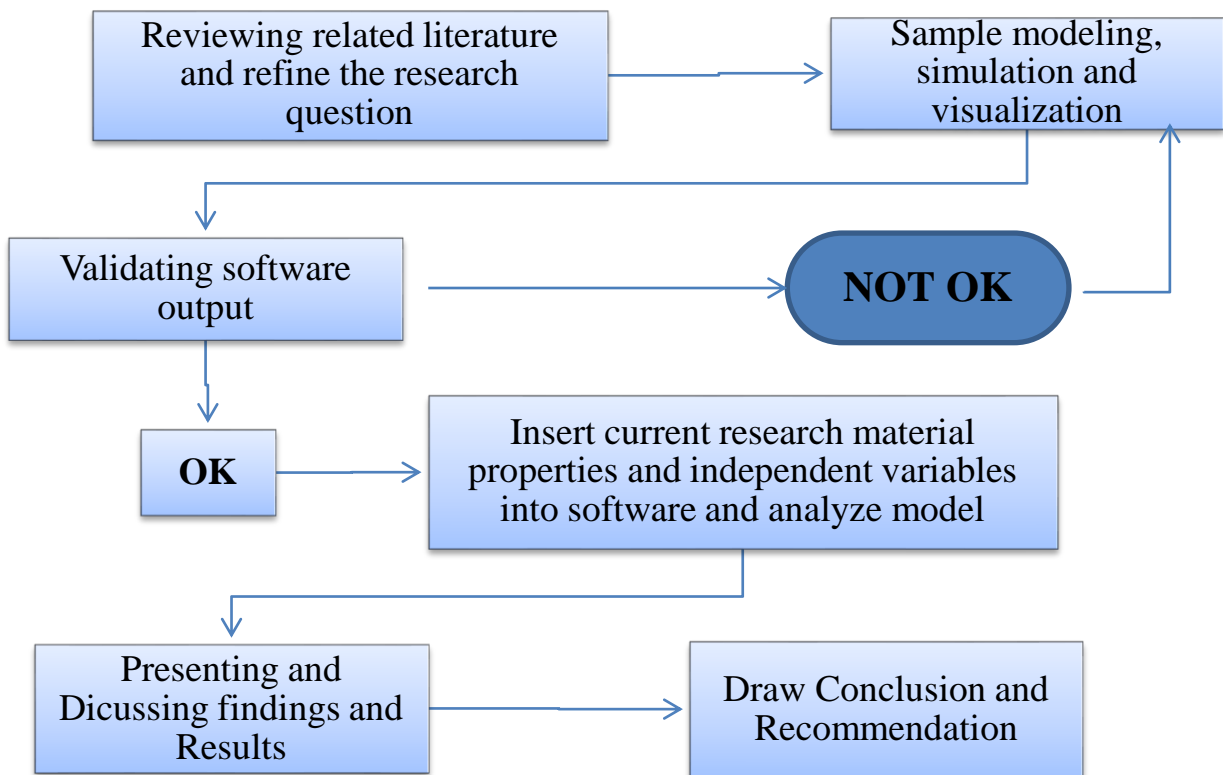 Reviewing related literature
and refine the research
question
Sample modeling,
simulation and
visualization
Validating software
output
NOT OK
OK
Insert current research material
properties and independent variables
into software and analyze model
Presenting and
Dicussing findings and
Results
Draw Conclusion and
Recommendation